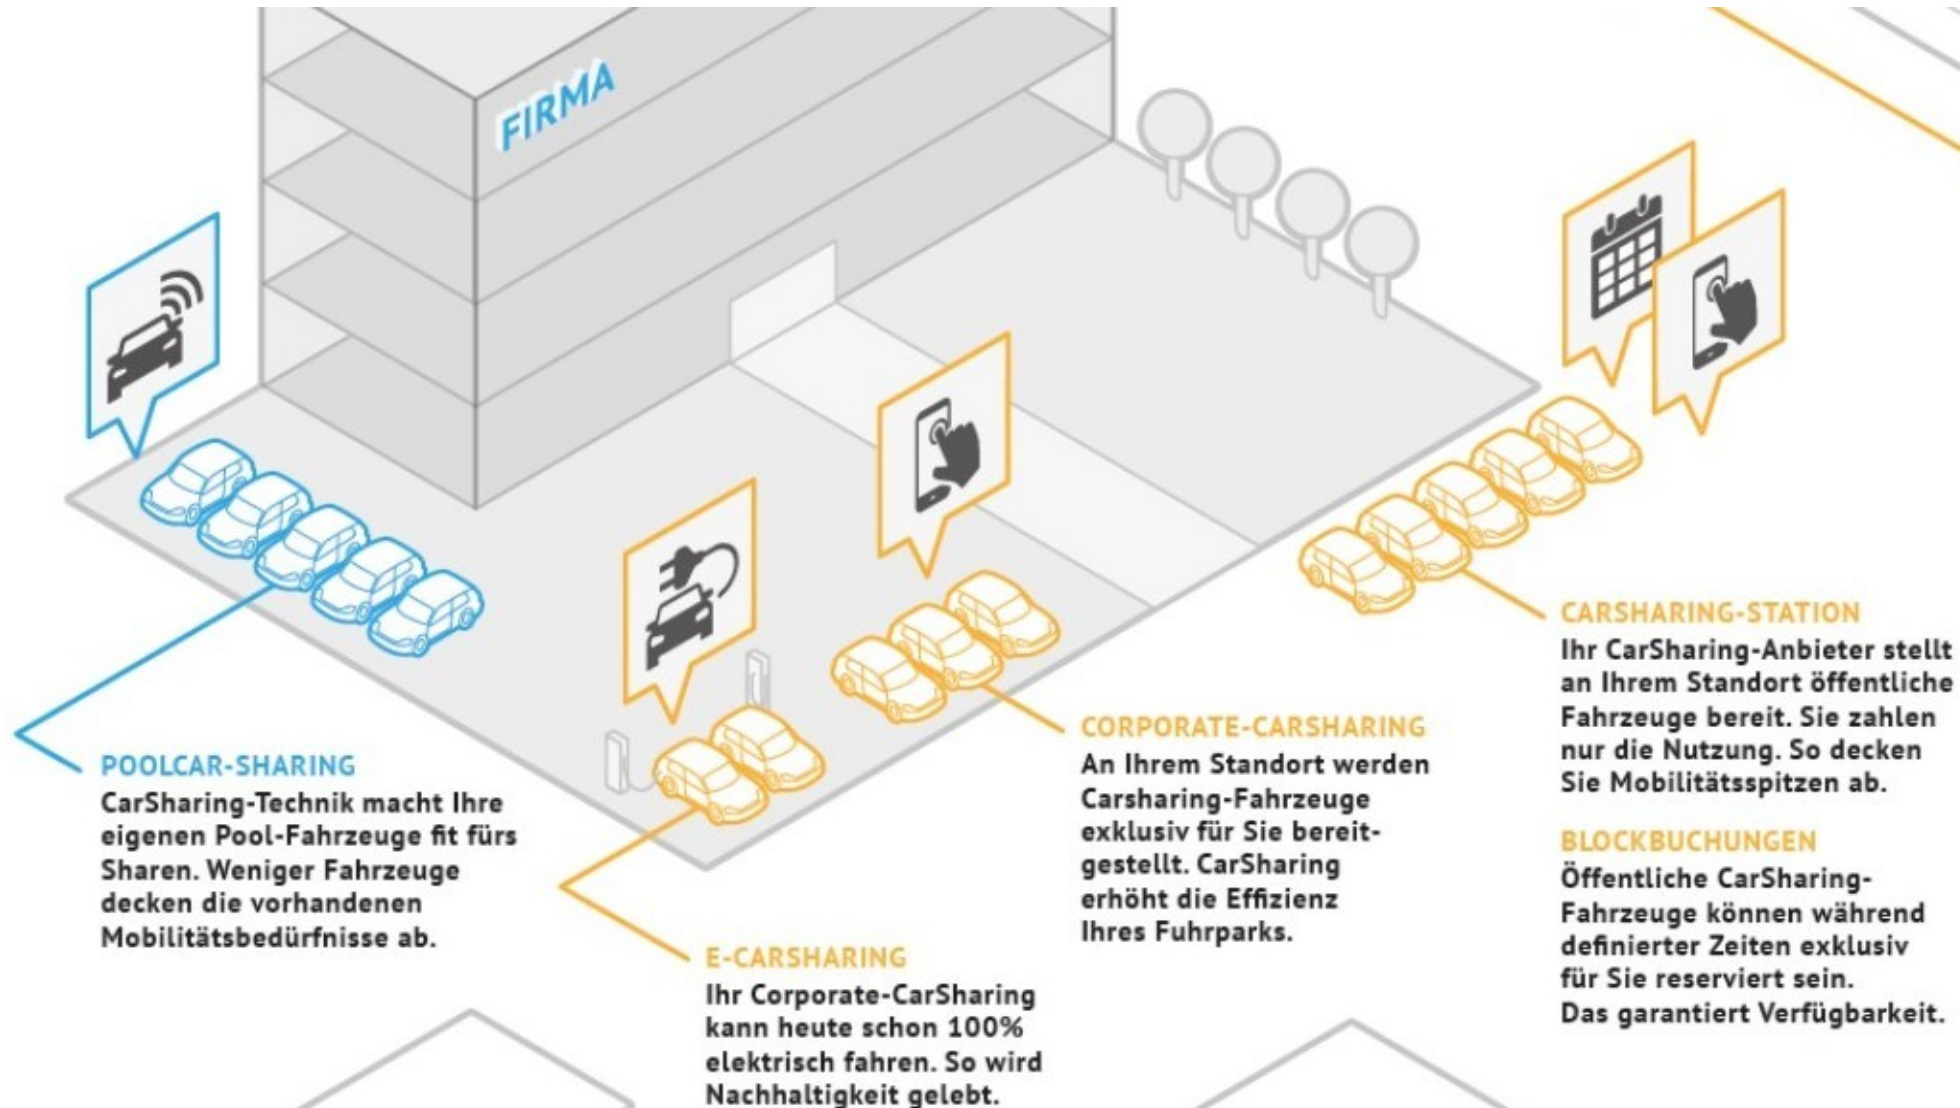 FIRMA
POOLCAR-SHARING
CarSharing-Technik macht Ihre
eigenen Pool-Fahrzeuge fit fürs
Sharen. Weniger Fahrzeuge
decken die vorhandenen
Mobilitätsbedürfnisse ab.
E-CARSHARING
Ihr Corporate-CarSharing
kann heute schon 100%
elektrisch fahren. So wird
Nachhaltigkeit gelebt.
CORPORATE-CARSHARING
An Ihrem Standort werden
Carsharing-Fahrzeuge
exklusiv für Sie bereit-
gestellt. CarSharing
erhöht die Effizienz
Ihres Fuhrparks.
CARSHARING-STATION
Ihr CarSharing-Anbieter stellt
an Ihrem Standort öffentliche
Fahrzeuge bereit. Sie zahlen
nur die Nutzung. So decken
Sie Mobilitätsspitzen ab.
BLOCKBUCHUNGEN
Öffentliche CarSharing-
Fahrzeuge können während
definierter Zeiten exklusiv
für Sie reserviert sein.
Das garantiert Verfügbarkeit.